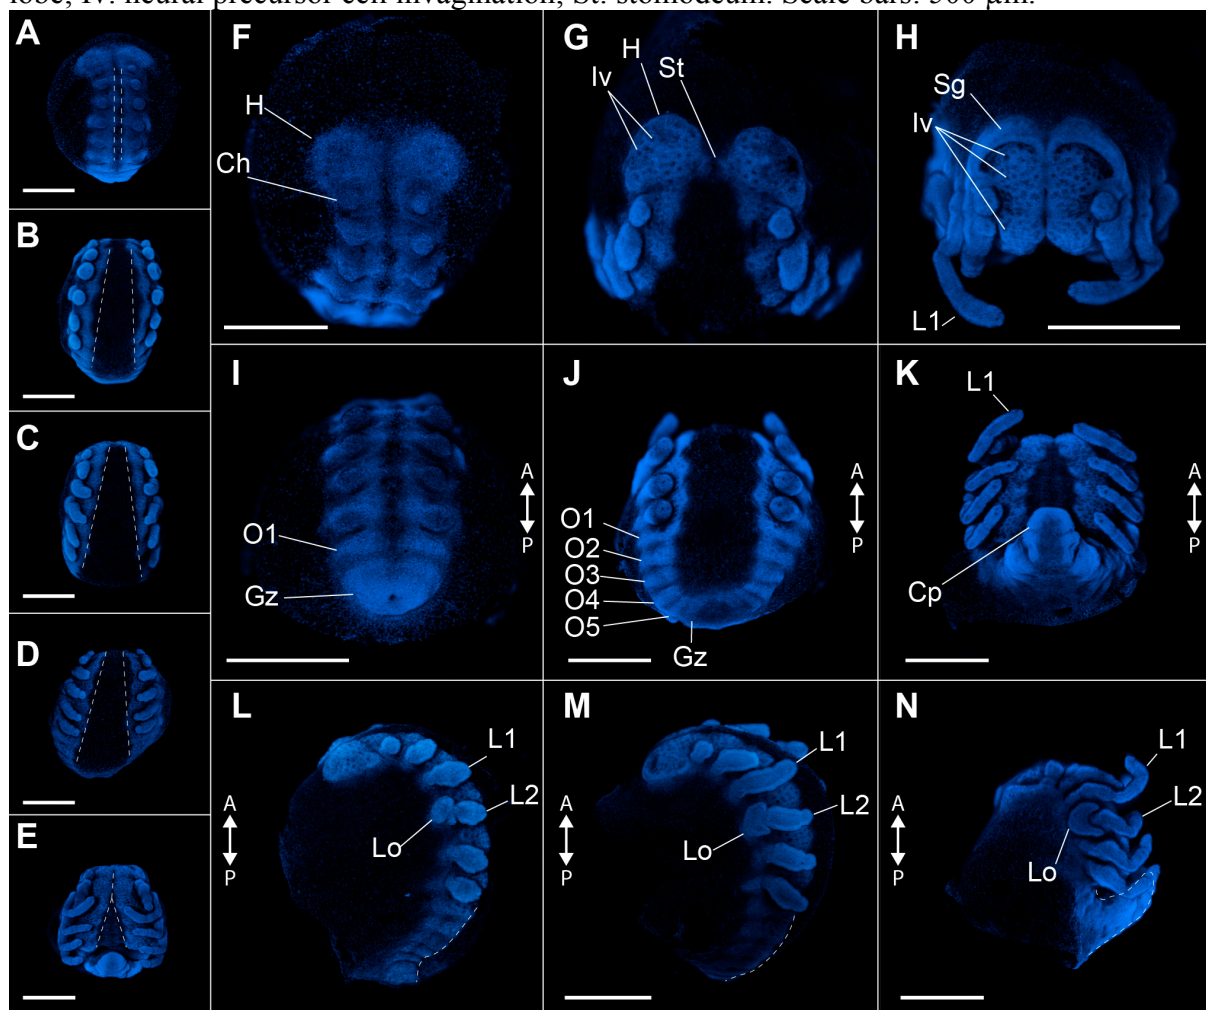 lobe; Iv: neural precursor cell invagination; St: stomodeum. Scale bars: 500 µm.
A
B
C
D
E
F
H
Ch
G
H
Iv
St
H
Sg
Iv
L1
I
O1
Gz
A
P
J
O1
O2
O3
O4
O5
Gz
A
P
K
L1
Cp
A
P
L
L1
L2
Lo
A
P
M
L1
L2
Lo
A
P
N
L1
L2
Lo
A
P